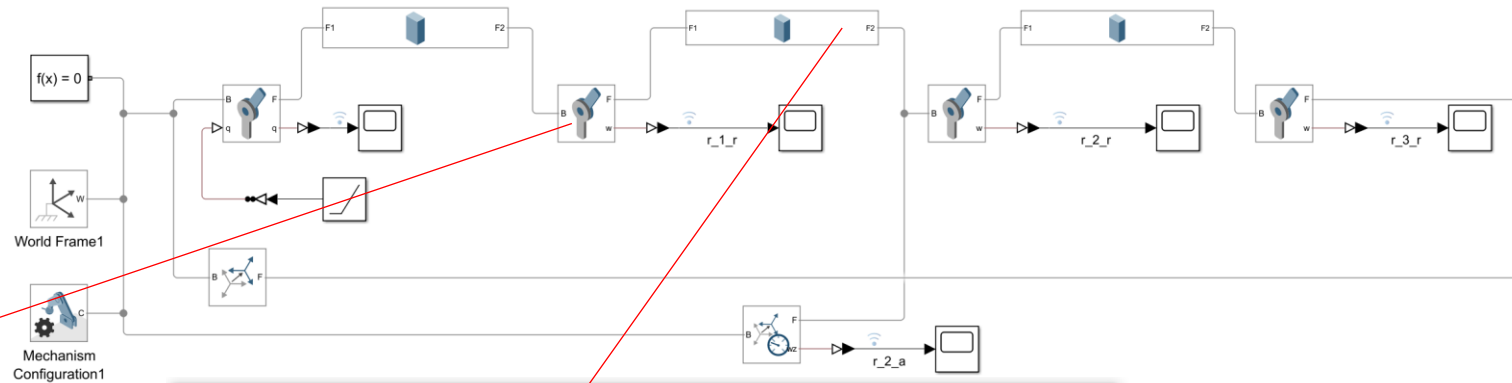 F1
F2
F1
F2
F1
F2
f(x) = 0
B
F
q
q
B
F
w
r_1_r
B
F
w
r_2_r
B
F
w
r_3_r
W
World Frame1
B
F
C
Mechanism
Configuration1
B
F
wz
r_2_a